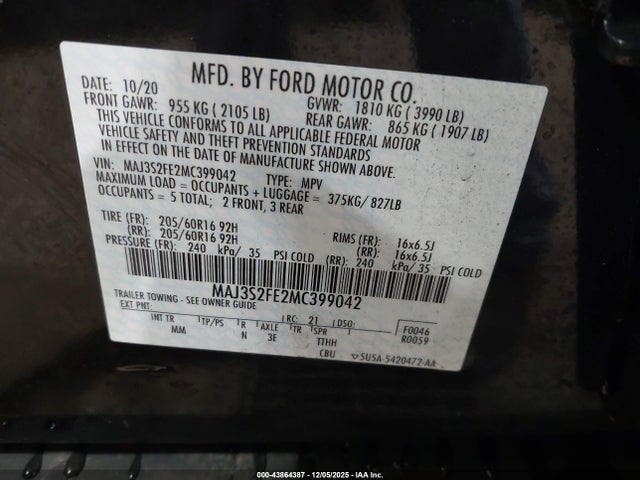 MFD. BY FORD MOTOR CO.
DATE: 10/20 GVWR: 1810 KG ( 3990 LB)
FRONT GAWR: 955 KG ( 2105 LB) REAR GAWR: 865 KG ( 1907 LB)
THIS VEHICLE CONFORMS TO ALL APPLICABLE FEDERAL MOTOR
VEHICLE SAFETY AND THEFT PREVENTION STANDARDS
IN EFFECT ON THE DATE OF MANUFACTURE SHOWN ABOVE.
VIN: MAJ3S2FE2MC399042 TYPE: MPV
MAXIMUM LOAD = OCCUPANTS + LUGGAGE = 375KG/ 827LB
OCCUPANTS = 5 TOTAL; 2 FRONT, 3 REAR
TIRE (FR): 205/60R16 92H RIMS (FR): 16x6.5J
(RR): 205/60R16 92H (RR): 16x6.5J
PRESSURE (FR): 240 kPa/ 35 PSI COLD (RR): 240 kPa/ 35 PSI COLD
MAJ3S2FE2MC399042
TRAILER TOWING - SEE OWNER GUIDE
EXT PNT: RC: 21 DSO: F0046
R0059
INT TR TP/PS R AXLE TR SPR
MM N 3E TTHH
CBU 5USA-5420472-AA
000-43864387 - 12/05/2025 - IAAI.CA